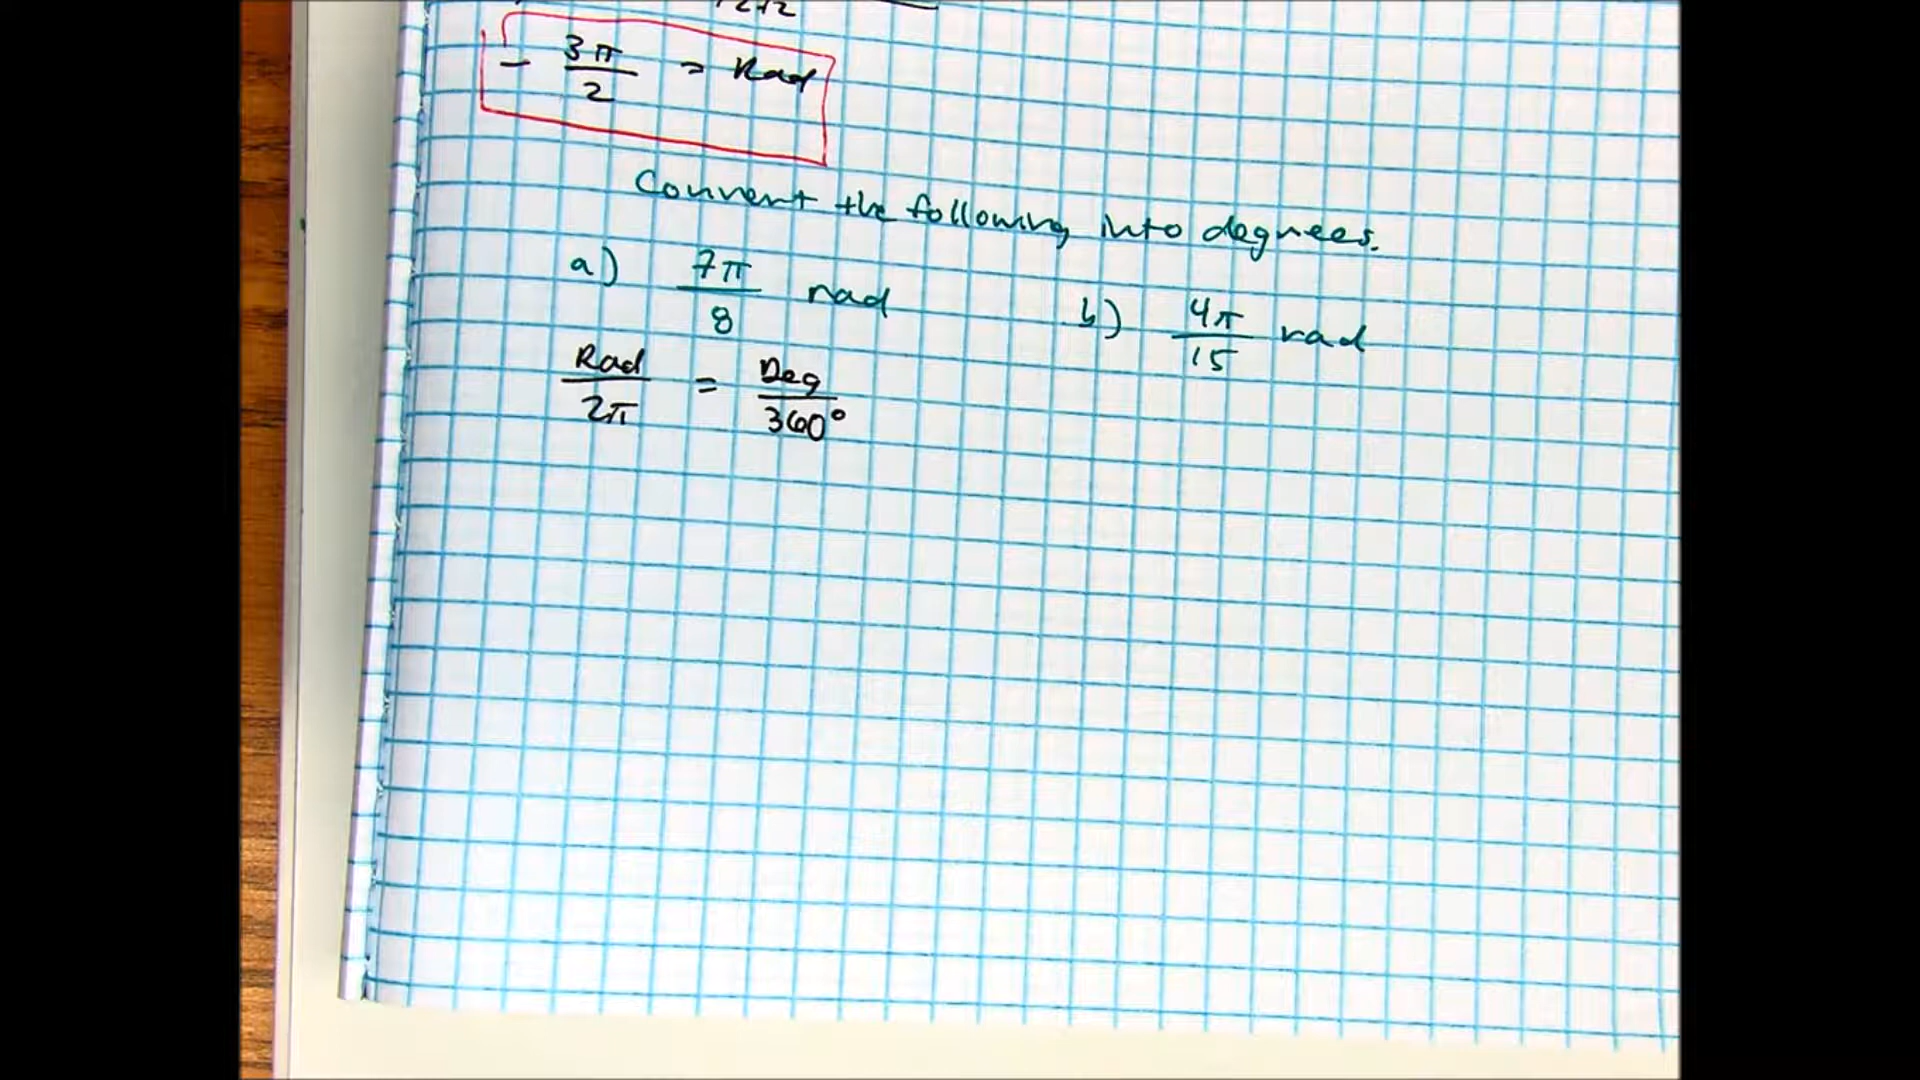 - 3π/2 = Rad
Convert the following into degrees.
a) 7π/8 rad
b) 4π/15 rad
Rad/2π = Deg/360°